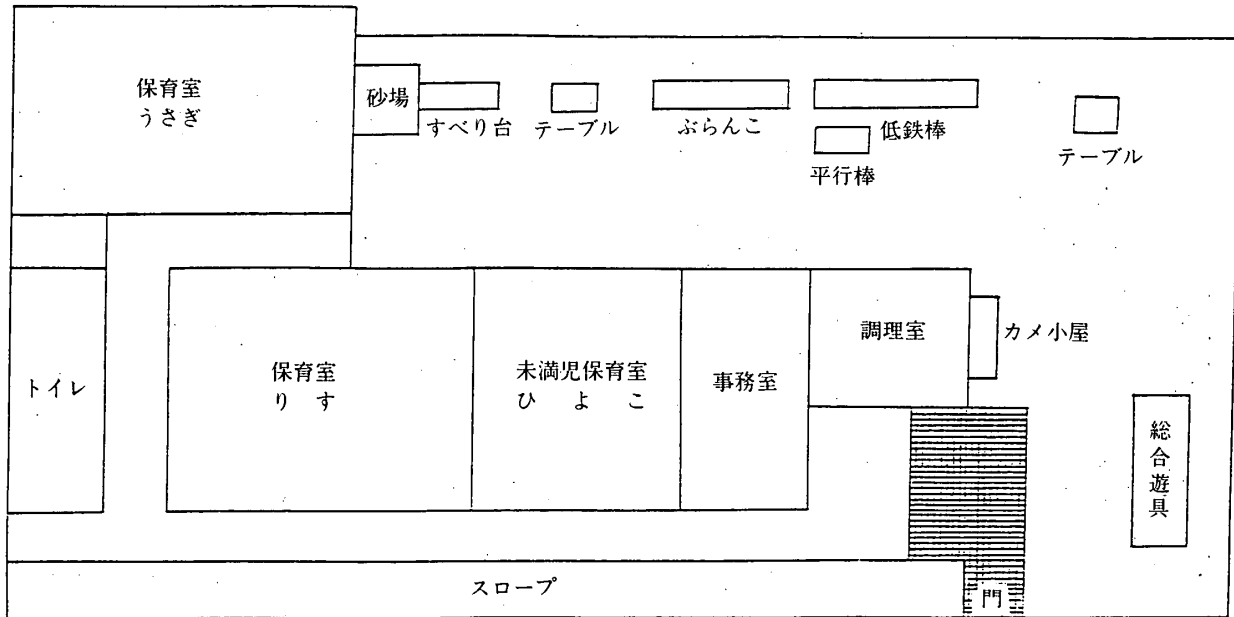 保育室
うさぎ
砂場
すべり台
テーブル
ぶらんこ
低鉄棒
平行棒
テーブル
トイレ
保育室
りす
未満児保育室
ひよこ
事務室
調理室
カメ小屋
総合遊具
スロープ
門